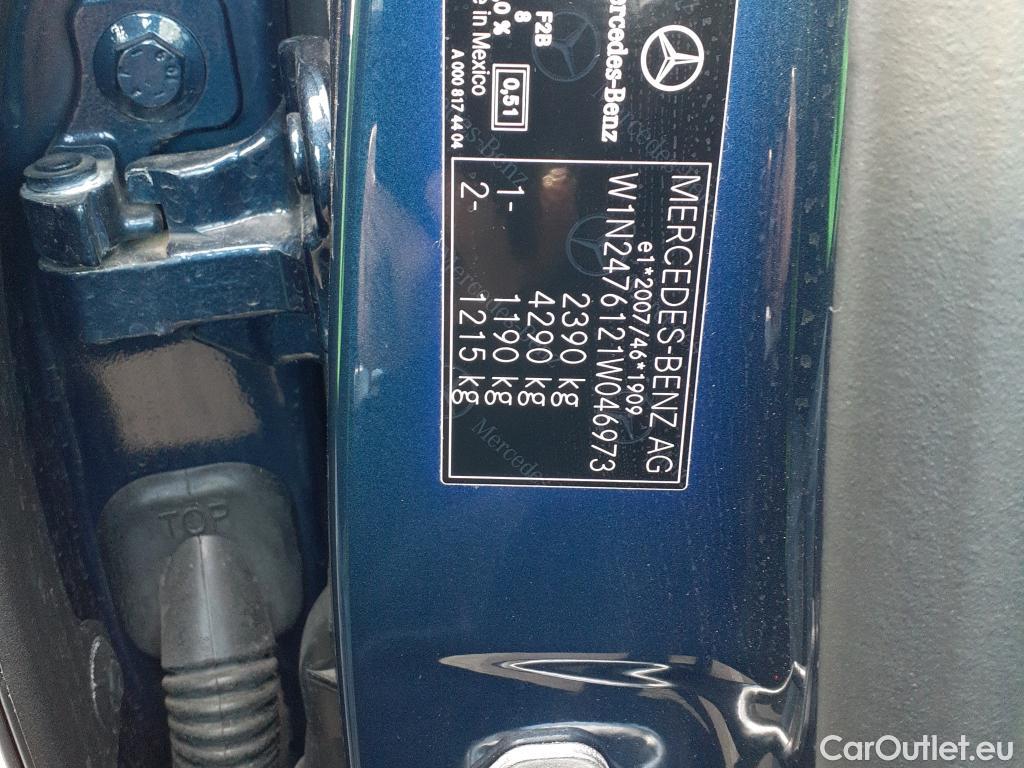 Mercedes-Benz
F2B
8
0 %
in Mexico
0,51
A 000 817 44 04
MERCEDES-BENZ AG
e1*2007/46*1909
W1N2476121W046973
2390 kg
4290 kg
1- 1190 kg
2- 1215 kg
TOP
CarOutlet.eu